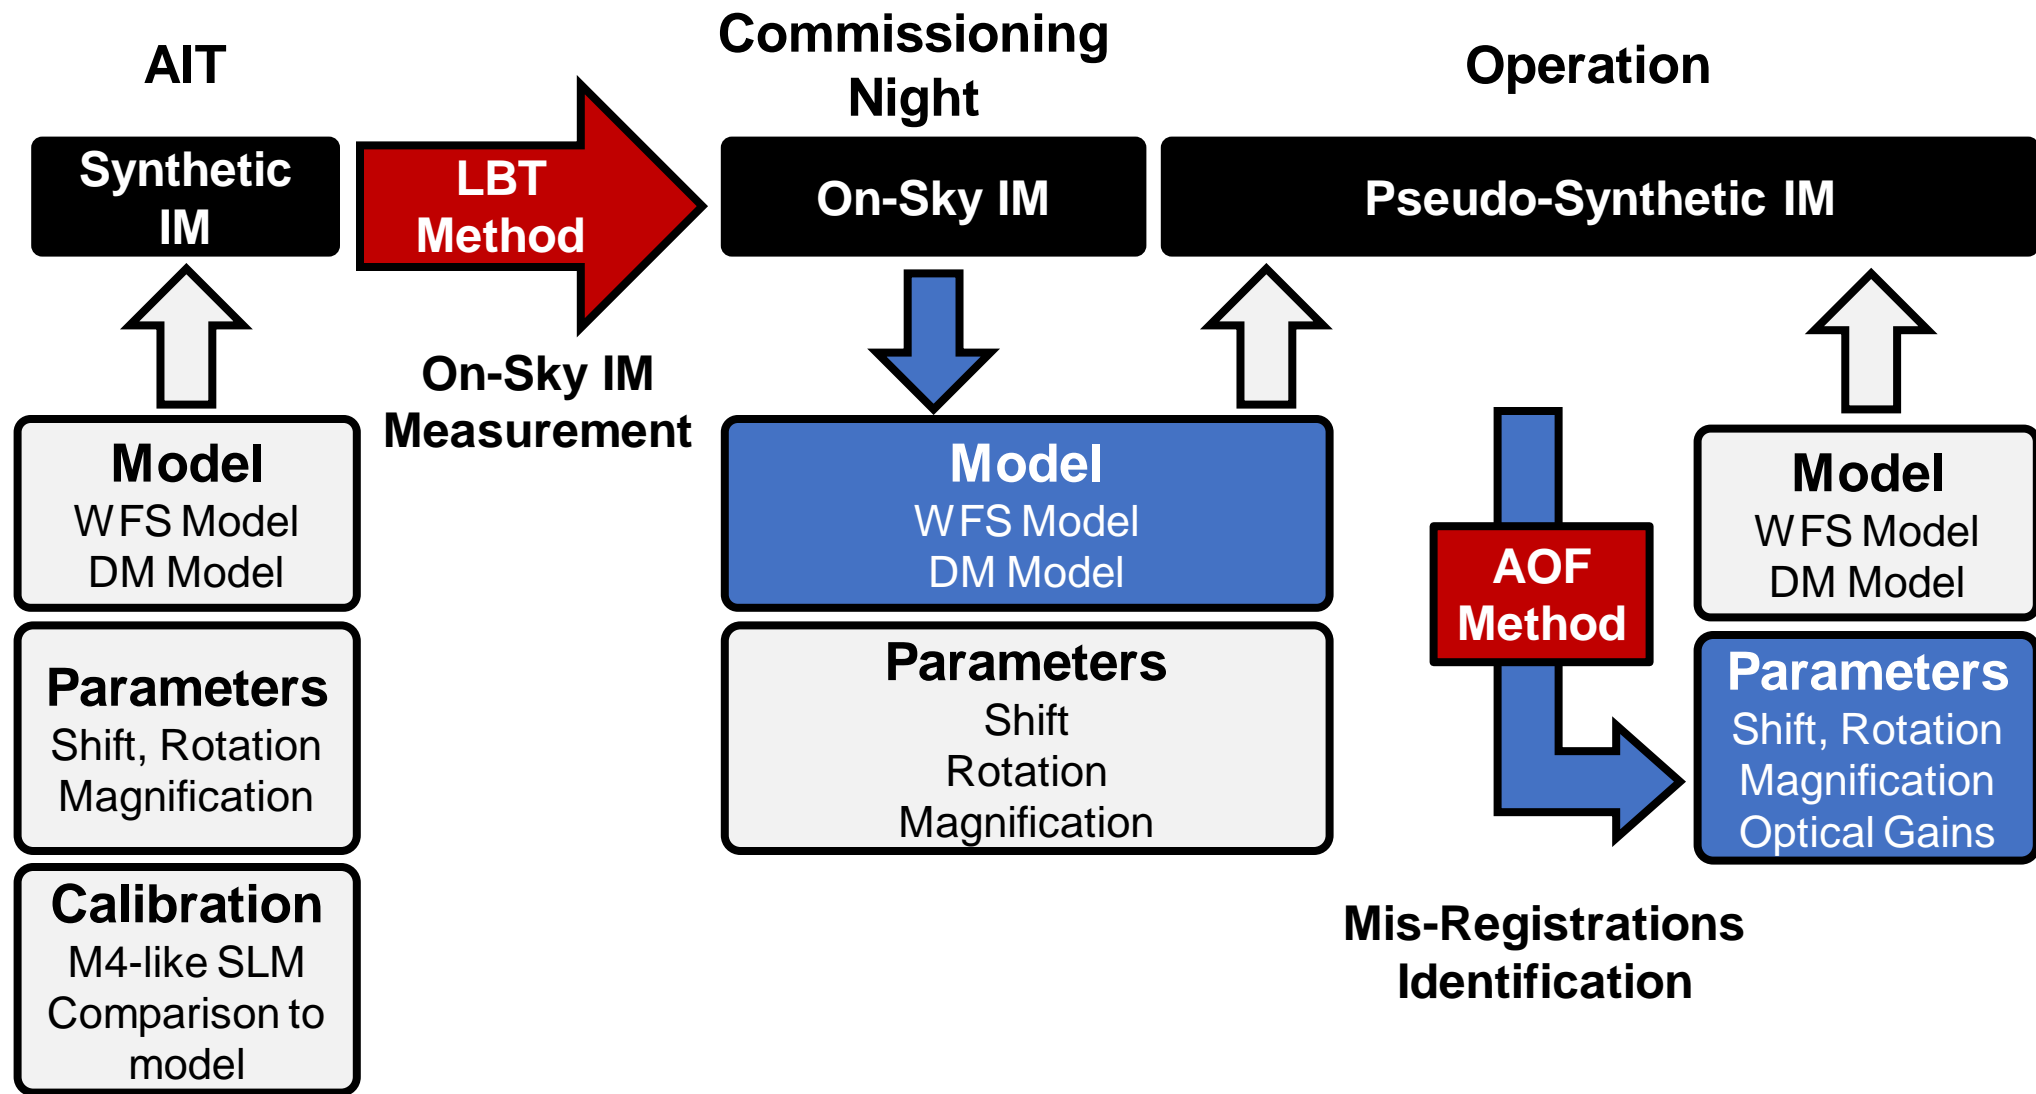 AIT
Synthetic
IM
Model
WFS Model
DM Model
Parameters
Shift, Rotation
Magnification
Calibration
M4-like SLM
Comparison to
model
LBT
Method
On-Sky IM
Measurement
Commissioning
Night
On-Sky IM
Model
WFS Model
DM Model
Parameters
Shift
Rotation
Magnification
Operation
Pseudo-Synthetic IM
AOF
Method
Mis-Registrations
Identification
Model
WFS Model
DM Model
Parameters
Shift, Rotation
Magnification
Optical Gains